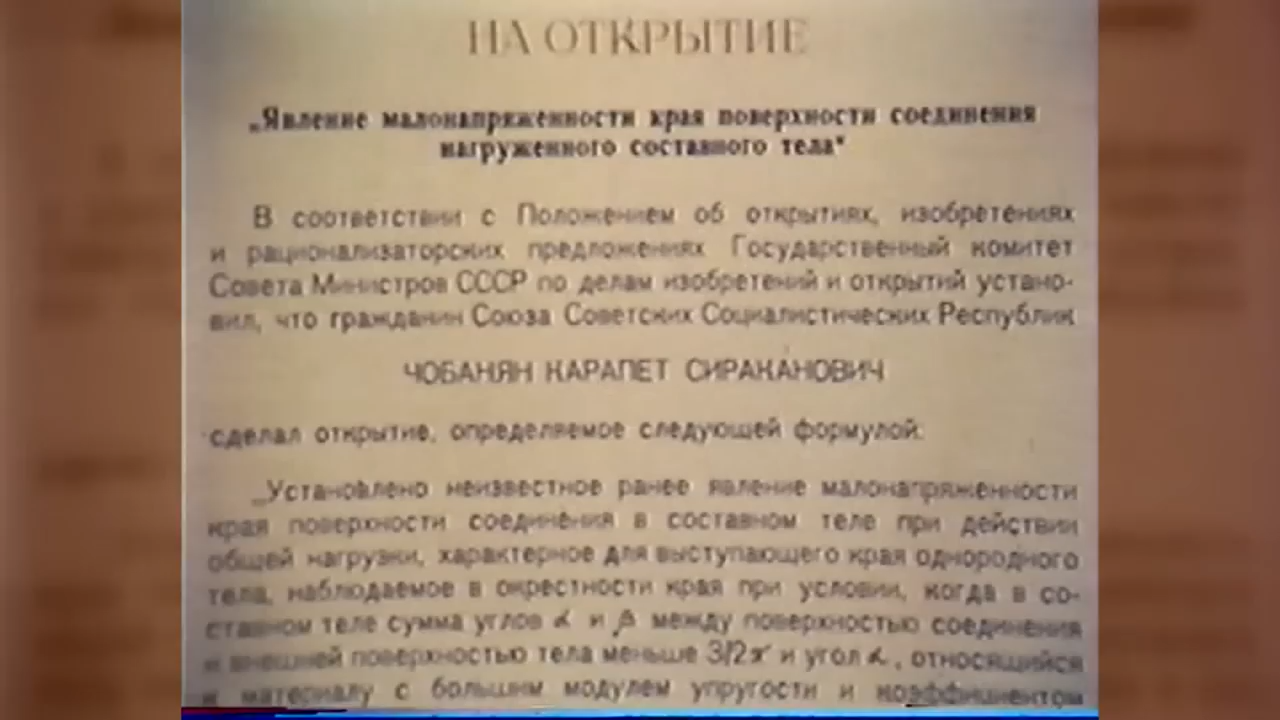 НА ОТКРЫТИЕ
„Явление малонапряженности края поверхности соединения
нагруженного составного тела"
В соответствии с Положением об открытиях, изобретениях
и рационализаторских предложениях Государственный комитет
Совета Министров СССР по делам изобретений и открытий устано-
вил, что гражданин Союза Советских Социалистических Республик
ЧОБАНЯН КАРАПЕТ СИРАКАНОВИЧ
сделал открытие, определяемое следующей формулой:
„Установлено неизвестное ранее явление малонапряженности
края поверхности соединения в составном теле при действии
общей нагрузки, характерное для выступающего края однородного
тела, наблюдаемое в окрестности края при условии, когда в со-
ставном теле сумма углов α и β между поверхностью соединения
и внешней поверхностью тела меньше 3/2π и угол α, относящийся
к материалу с большим модулем упругости и коэффициентом